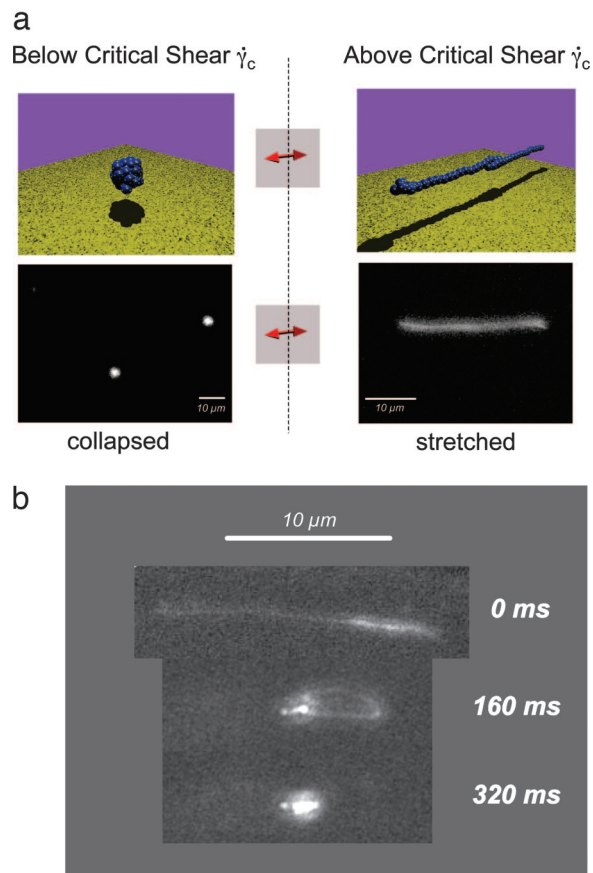 a
Below Critical Shear γ̇c
Above Critical Shear γ̇c
10 µm
10 µm
collapsed
stretched
b
10 µm
0 ms
160 ms
320 ms